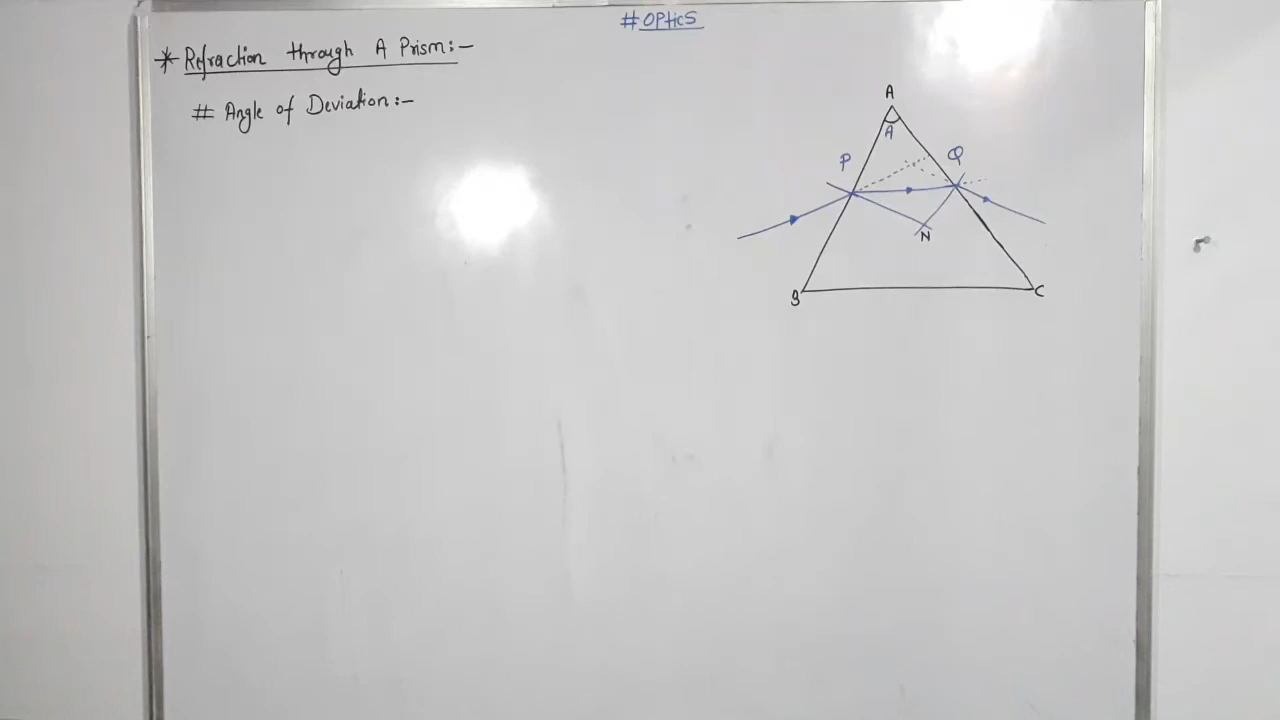 # OPtics
* Refraction through A Prism:-
# Angle of Deviation:-
A
A
P
Q
N
B
C